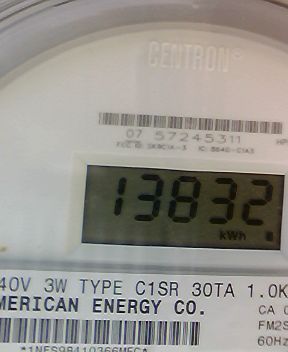 CENTRON®
07 57245311
13832
kWh
40V 3W TYPE C1SR 30TA 1.0K
MERICAN ENERGY CO.
CA
FM2S
60Hz